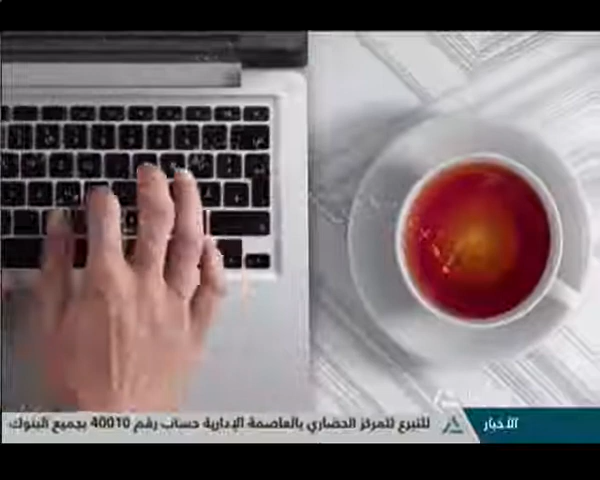 الأخبار
للتبرع للمركز الحضاري بالعاصمة الإدارية حساب رقم 40010 بجميع البنوك